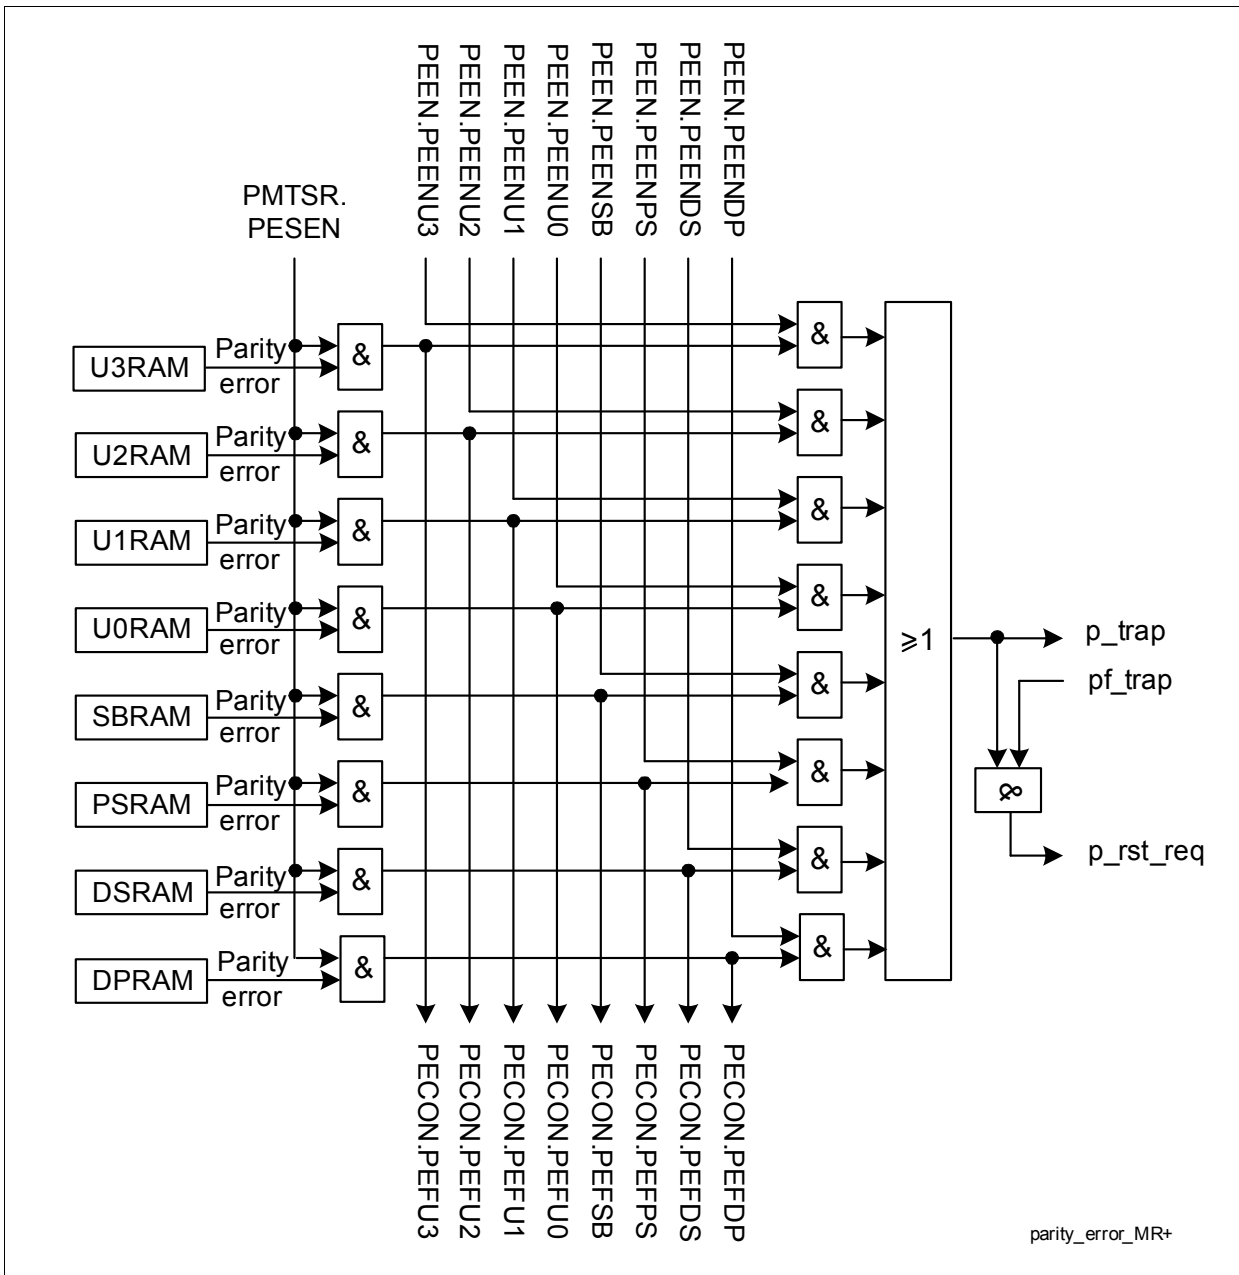 PEEN.PEENU3
PEEN.PEENU2
PEEN.PEENU1
PEEN.PEENU0
PEEN.PEENSB
PEEN.PEENPS
PEEN.PEENDS
PEEN.PEENDP
PMTSR.
PESEN
U3RAM
Parity
error
&
&
U2RAM
Parity
error
&
&
U1RAM
Parity
error
&
&
U0RAM
Parity
error
&
&
SBRAM
Parity
error
&
&
PSRAM
Parity
error
&
&
DSRAM
Parity
error
&
&
DPRAM
Parity
error
&
&
⩾1
p_trap
pf_trap
&
p_rst_req
PECON.PEFU3
PECON.PEFU2
PECON.PEFU1
PECON.PEFU0
PECON.PEFSB
PECON.PEFPS
PECON.PEFDS
PECON.PEFDP
parity_error_MR+